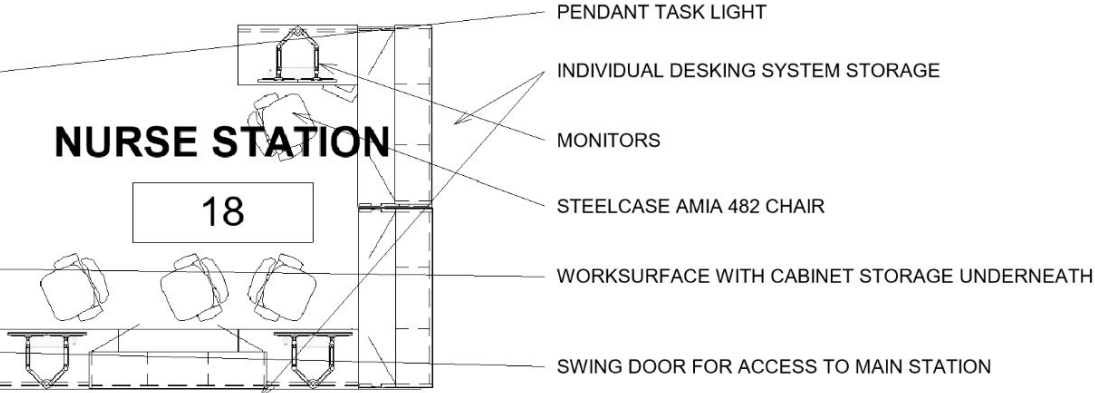 PENDANT TASK LIGHT
INDIVIDUAL DESKING SYSTEM STORAGE
NURSE STATION
MONITORS
18
STEELCASE AMIA 482 CHAIR
WORKSURFACE WITH CABINET STORAGE UNDERNEATH
SWING DOOR FOR ACCESS TO MAIN STATION